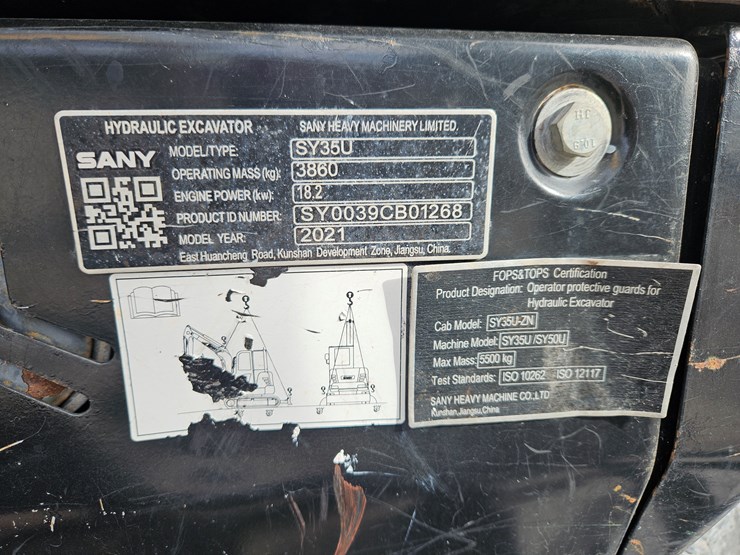 HYDRAULIC EXCAVATOR SANY HEAVY MACHINERY LIMITED.
SANY
MODEL/TYPE: SY35U
OPERATING MASS (kg): 3860
ENGINE POWER (kw): 18.2
PRODUCT ID NUMBER: SY0039CB01268
MODEL YEAR: 2021
East Huancheng Road, Kunshan Development Zone, Jiangsu, China.
FOPS&TOPS Certification
Product Designation: Operator protective guards for
Hydraulic Excavator
Cab Model: SY35U-ZN
Machine Model: SY35U /SY50U
Max Mass: 5500 kg
Test Standards: ISO 10262 ISO 12117
SANY HEAVY MACHINE CO.,LTD
Kunshan,Jiangsu,China